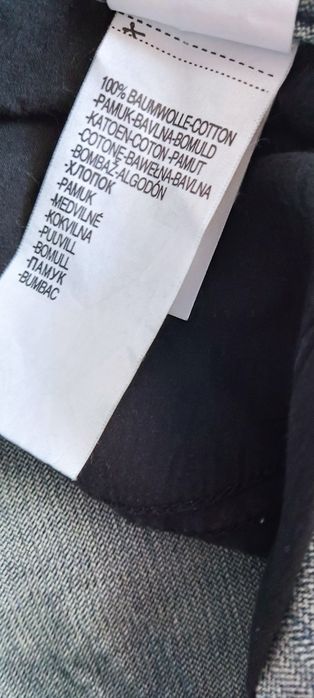 100% BAUMWOLLE-COTTON
-PAMUK-BAVLNA-BOMULD
-KATOEN-COTON-PAMUT
-COTONE-BAWEŁNA-BAVLNA
-BOMBAŽ-ALGODÓN
-ХЛОПОК
-PAMUK
-MEDVILNĖ
-KOKVILNA
-PUUVILL
-BOMULL
-ПАМУК
-BUMBAC